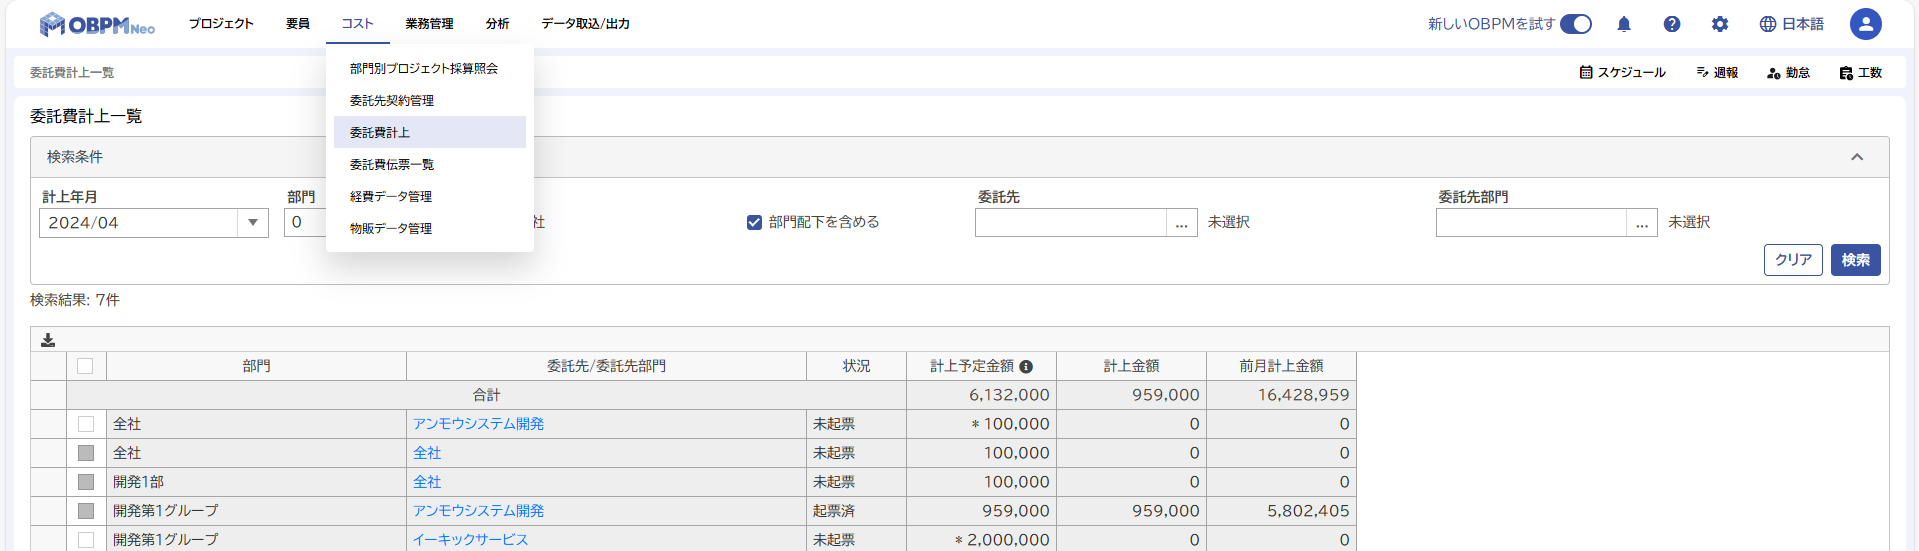 OBPM Neo プロジェクト 要員 コスト 業務管理 分析 データ取込/出力 新しいOBPMを試す 日本語
委託費計上一覧 スケジュール 週報 勤怠 工数
部門別プロジェクト採算照会
委託先契約管理
委託費計上
委託費伝票一覧
経費データ管理
物販データ管理
委託費計上一覧
検索条件
計上年月 部門 委託先 委託先部門
2024/04 0 社 部門配下を含める ... 未選択 ... 未選択
クリア 検索
検索結果: 7件
部門 委託先/委託先部門 状況 計上予定金額 計上金額 前月計上金額
合計 6,132,000 959,000 16,428,959
全社 アンモウシステム開発 未起票 *100,000 0 0
全社 全社 未起票 100,000 0 0
開発1部 全社 未起票 100,000 0 0
開発第1グループ アンモウシステム開発 起票済 959,000 959,000 5,802,405
開発第1グループ イーキックサービス 未起票 *2,000,000 0 0